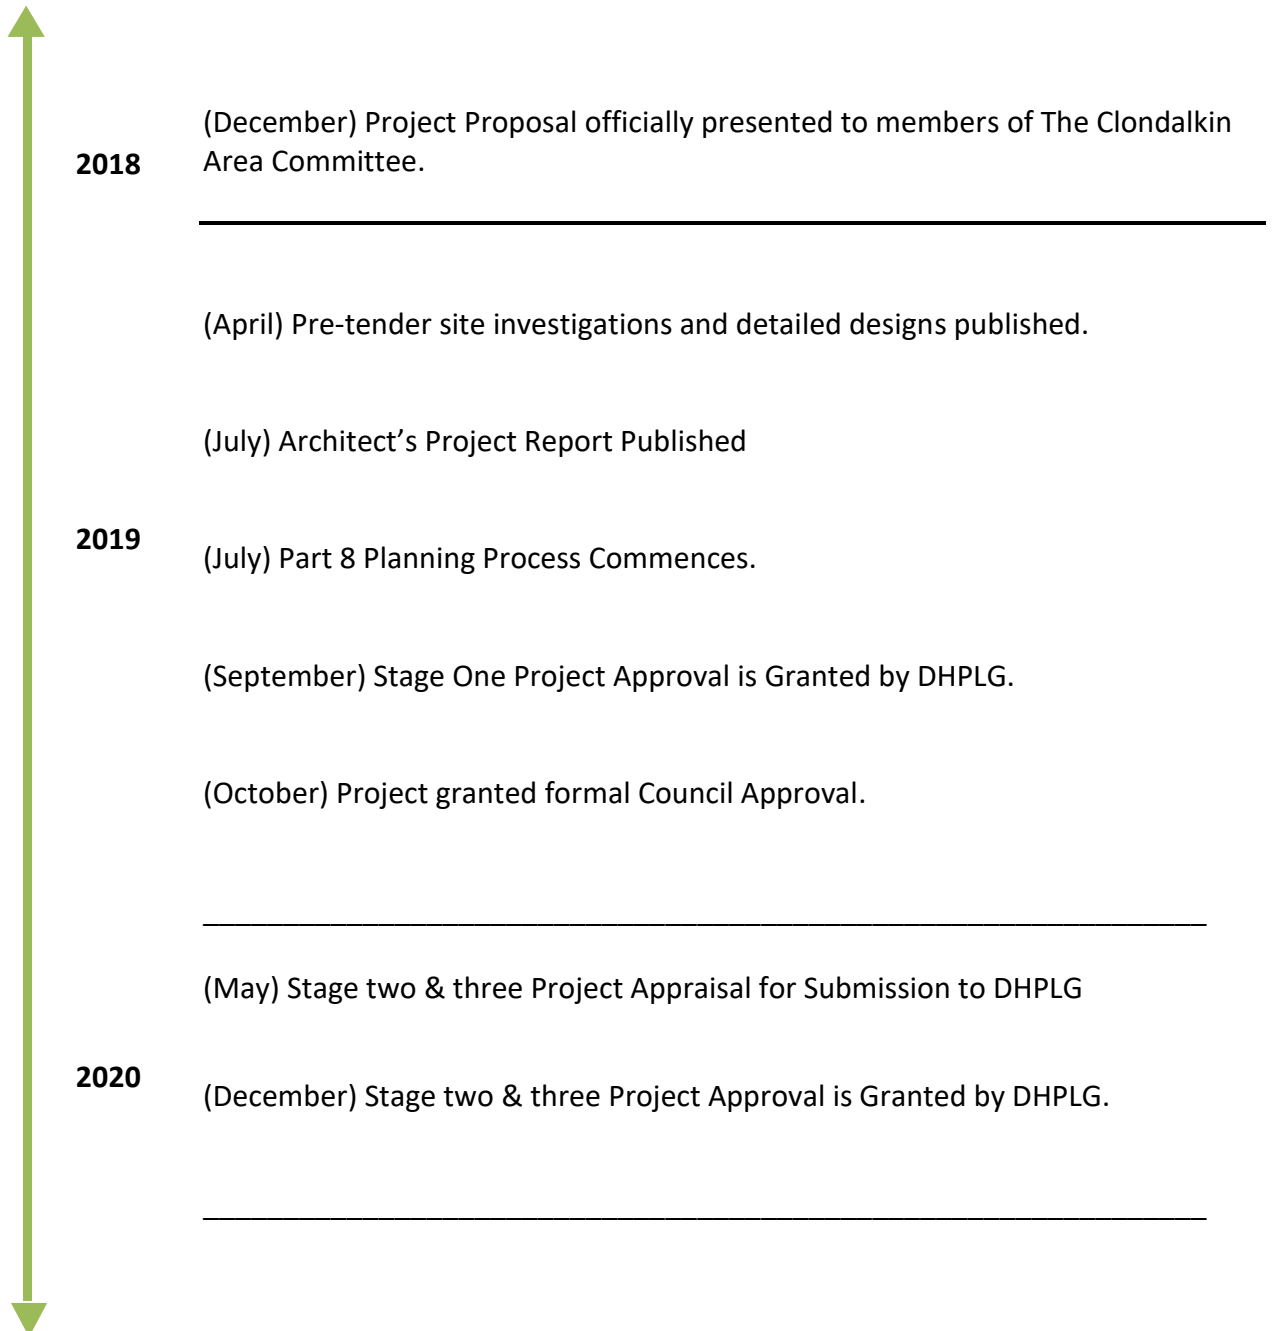 (December) Project Proposal officially presented to members of The Clondalkin
2018 Area Committee.
(April) Pre-tender site investigations and detailed designs published.
(July) Architect’s Project Report Published
2019
(July) Part 8 Planning Process Commences.
(September) Stage One Project Approval is Granted by DHPLG.
(October) Project granted formal Council Approval.
(May) Stage two & three Project Appraisal for Submission to DHPLG
2020
(December) Stage two & three Project Approval is Granted by DHPLG.